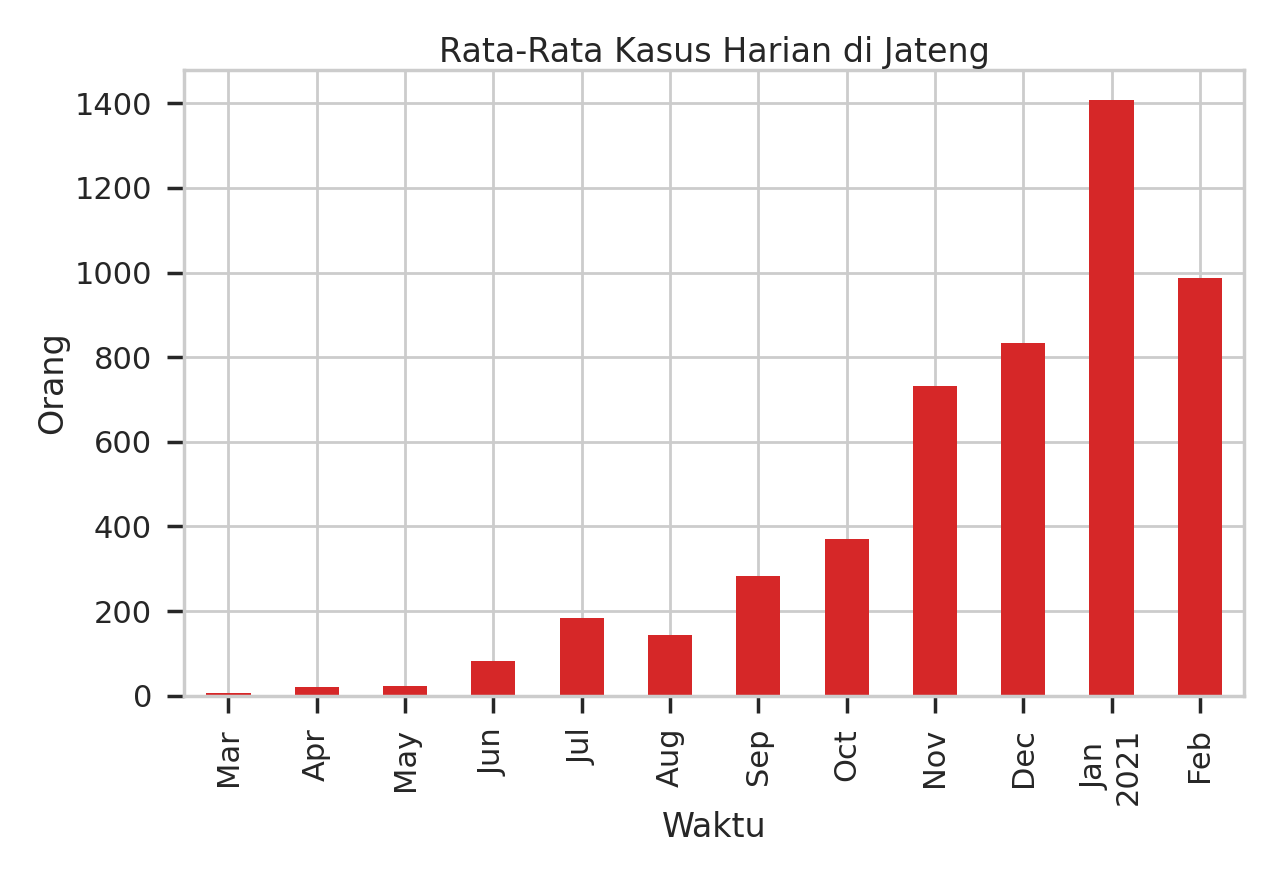 Rata-Rata Kasus Harian di Jateng
1400
1200
1000
800
600
400
200
0
Orang
Mar
Apr
May
Jun
Jul
Aug
Sep
Oct
Nov
Dec
Jan
2021
Feb
Waktu